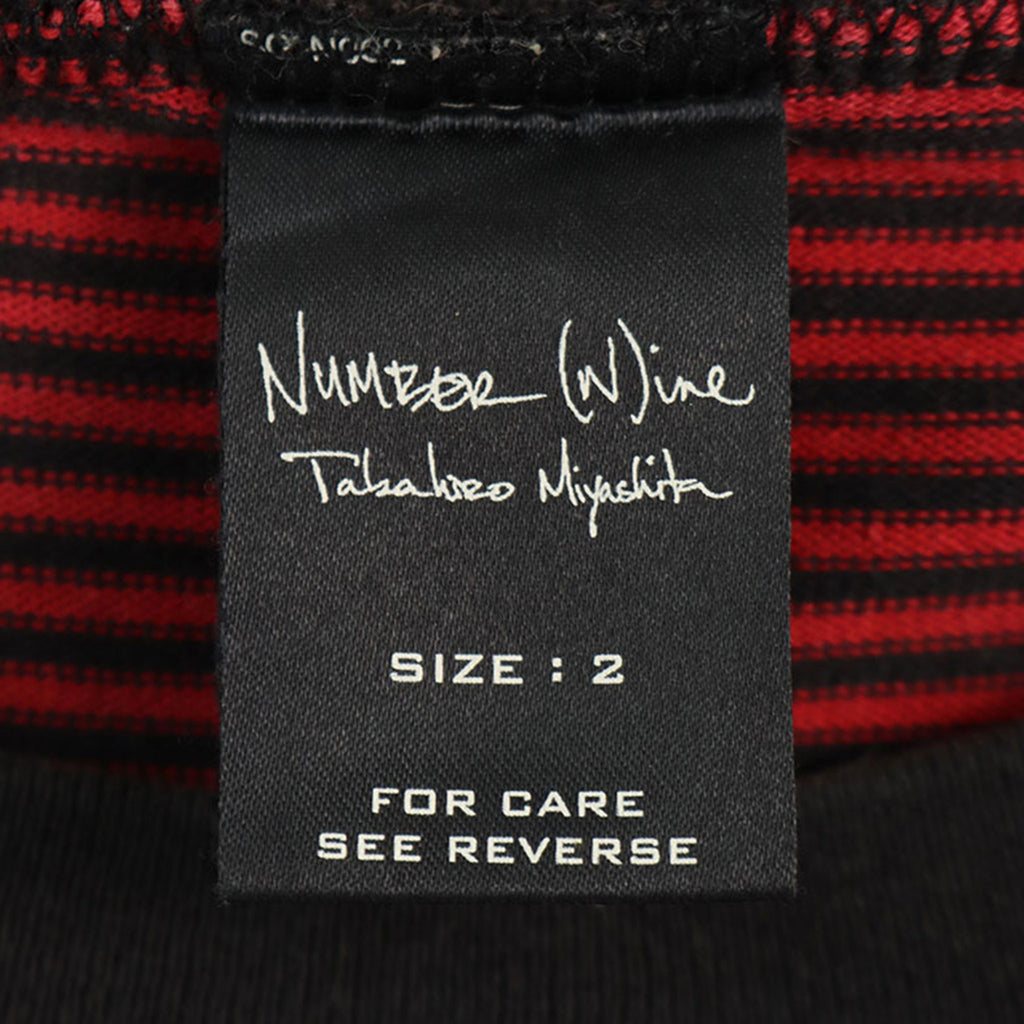 NUMBER (N)ine
Takahiro Miyashita
SIZE : 2
FOR CARE
SEE REVERSE